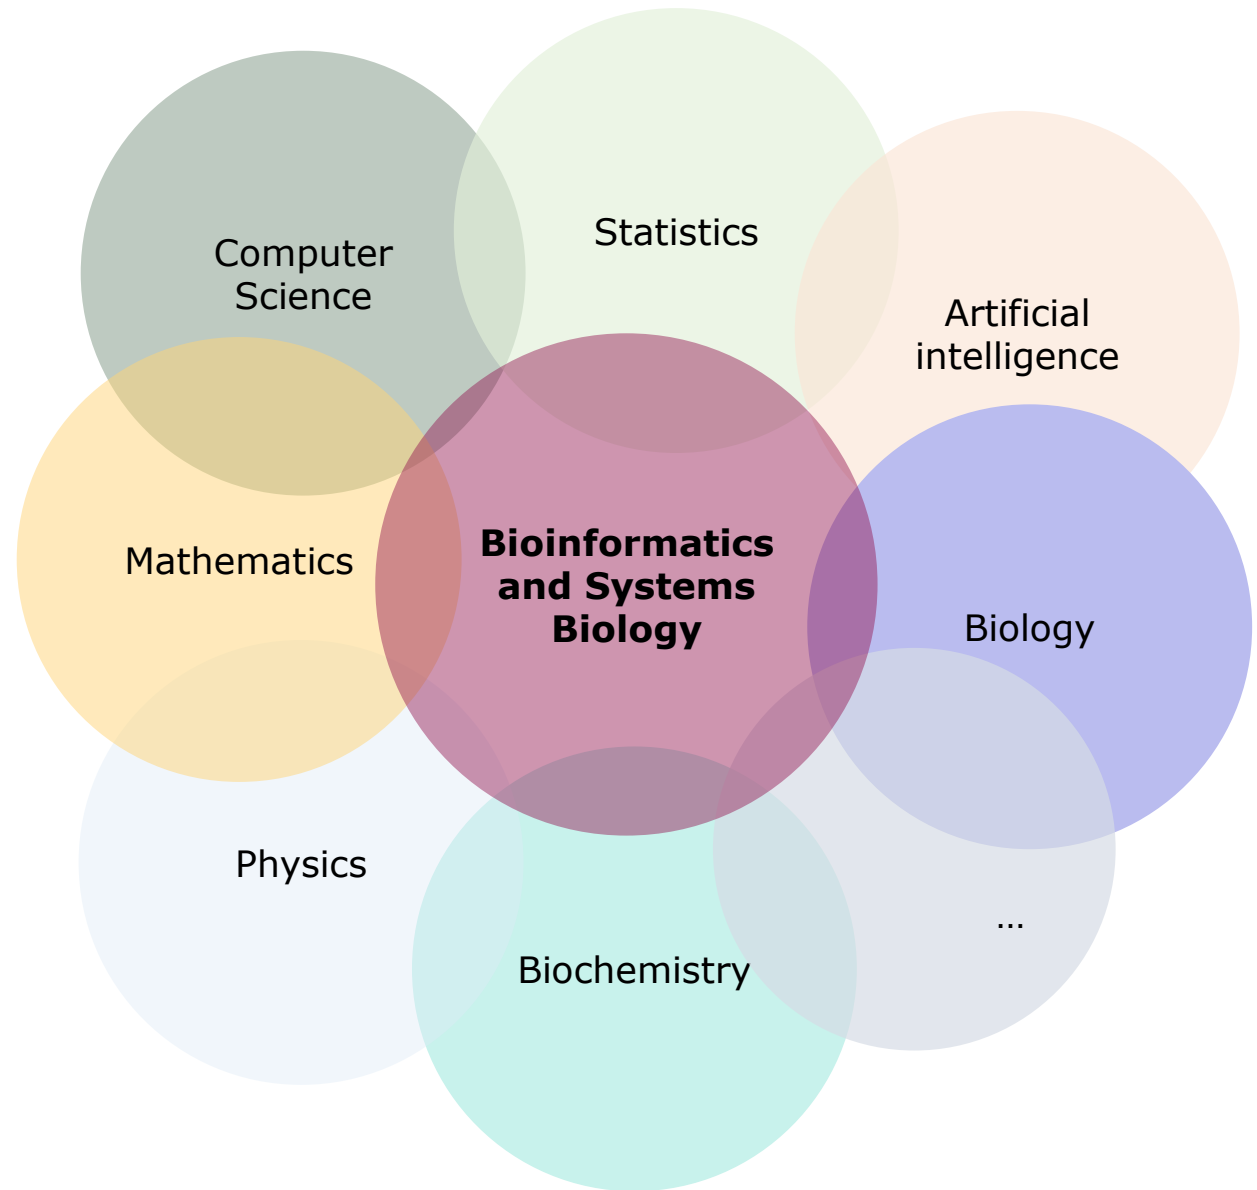 Statistics
Computer
Science
Artificial
intelligence
Bioinformatics
and Systems
Biology
Mathematics
Biology
Physics
...
Biochemistry